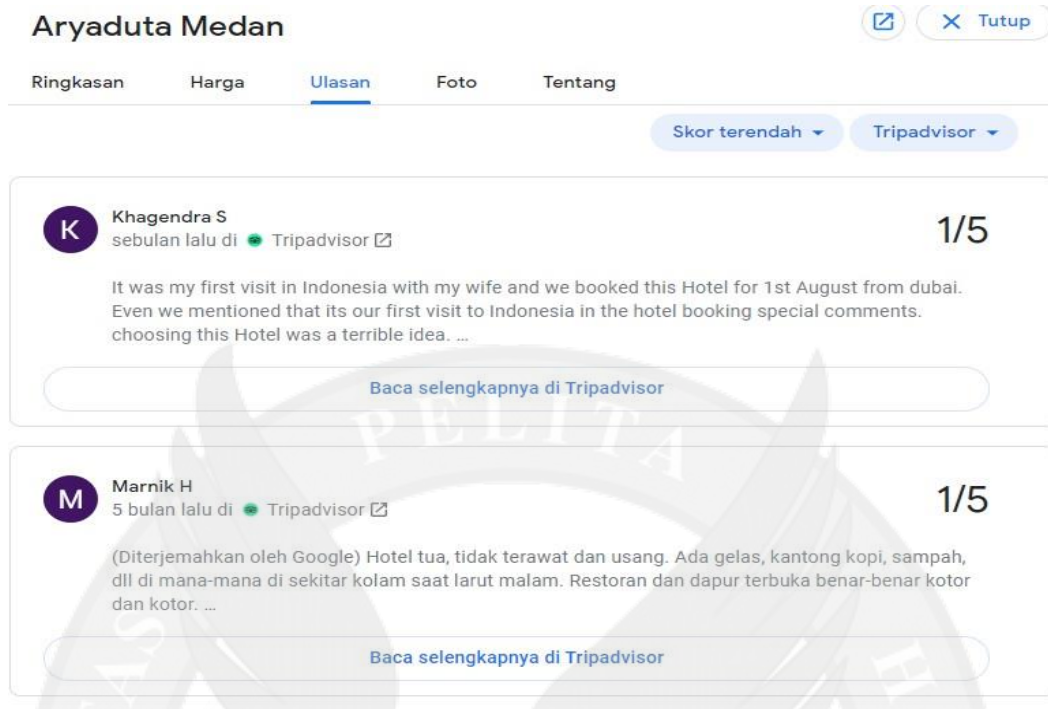 Aryaduta Medan
Tutup
Ringkasan Harga Ulasan Foto Tentang
Skor terendah Tripadvisor
K
Khagendra S
sebulan lalu di Tripadvisor
1/5
It was my first visit in Indonesia with my wife and we booked this Hotel for 1st August from dubai.
Even we mentioned that its our first visit to Indonesia in the hotel booking special comments.
choosing this Hotel was a terrible idea. ...
Baca selengkapnya di Tripadvisor
PELITA
M
Marnik H
5 bulan lalu di Tripadvisor
1/5
(Diterjemahkan oleh Google) Hotel tua, tidak terawat dan usang. Ada gelas, kantong kopi, sampah,
dll di mana-mana di sekitar kolam saat larut malam. Restoran dan dapur terbuka benar-benar kotor
dan kotor. ...
Baca selengkapnya di Tripadvisor